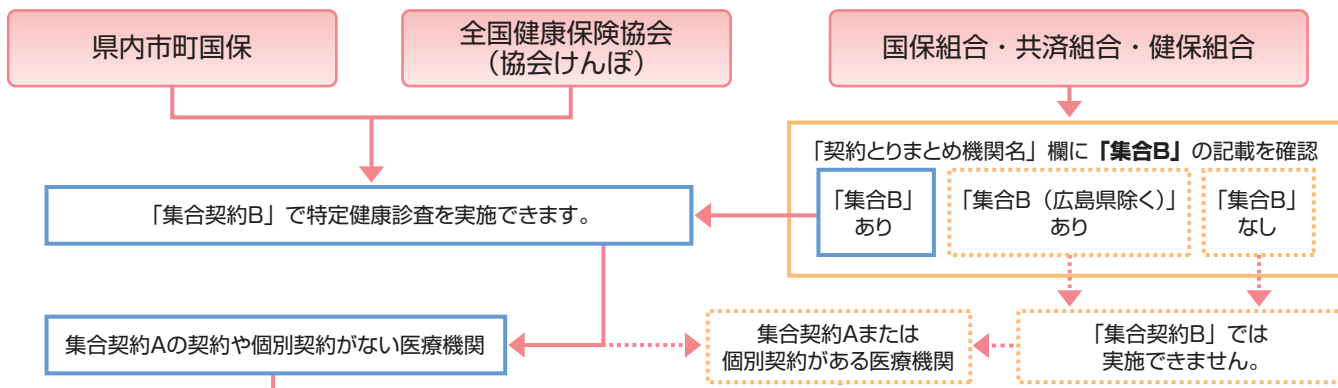 県内市町国保
全国健康保険協会
（協会けんぽ）
国保組合・共済組合・健保組合
「契約とりまとめ機関名」欄に「集合B」の記載を確認
「集合B」
あり
「集合B（広島県除く）」
あり
「集合B」
なし
「集合契約B」で特定健康診査を実施できます。
集合契約Aの契約や個別契約がない医療機関
集合契約Aまたは
個別契約がある医療機関
「集合契約B」では
実施できません。